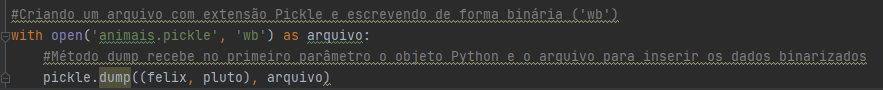 #Criando um arquivo com extensão Pickle e escrevendo de forma binária ('wb')
with open('animais.pickle', 'wb') as arquivo:
#Método dump recebe no primeiro parâmetro o objeto Python e o arquivo para inserir os dados binarizados
pickle.dump((felix, pluto), arquivo)